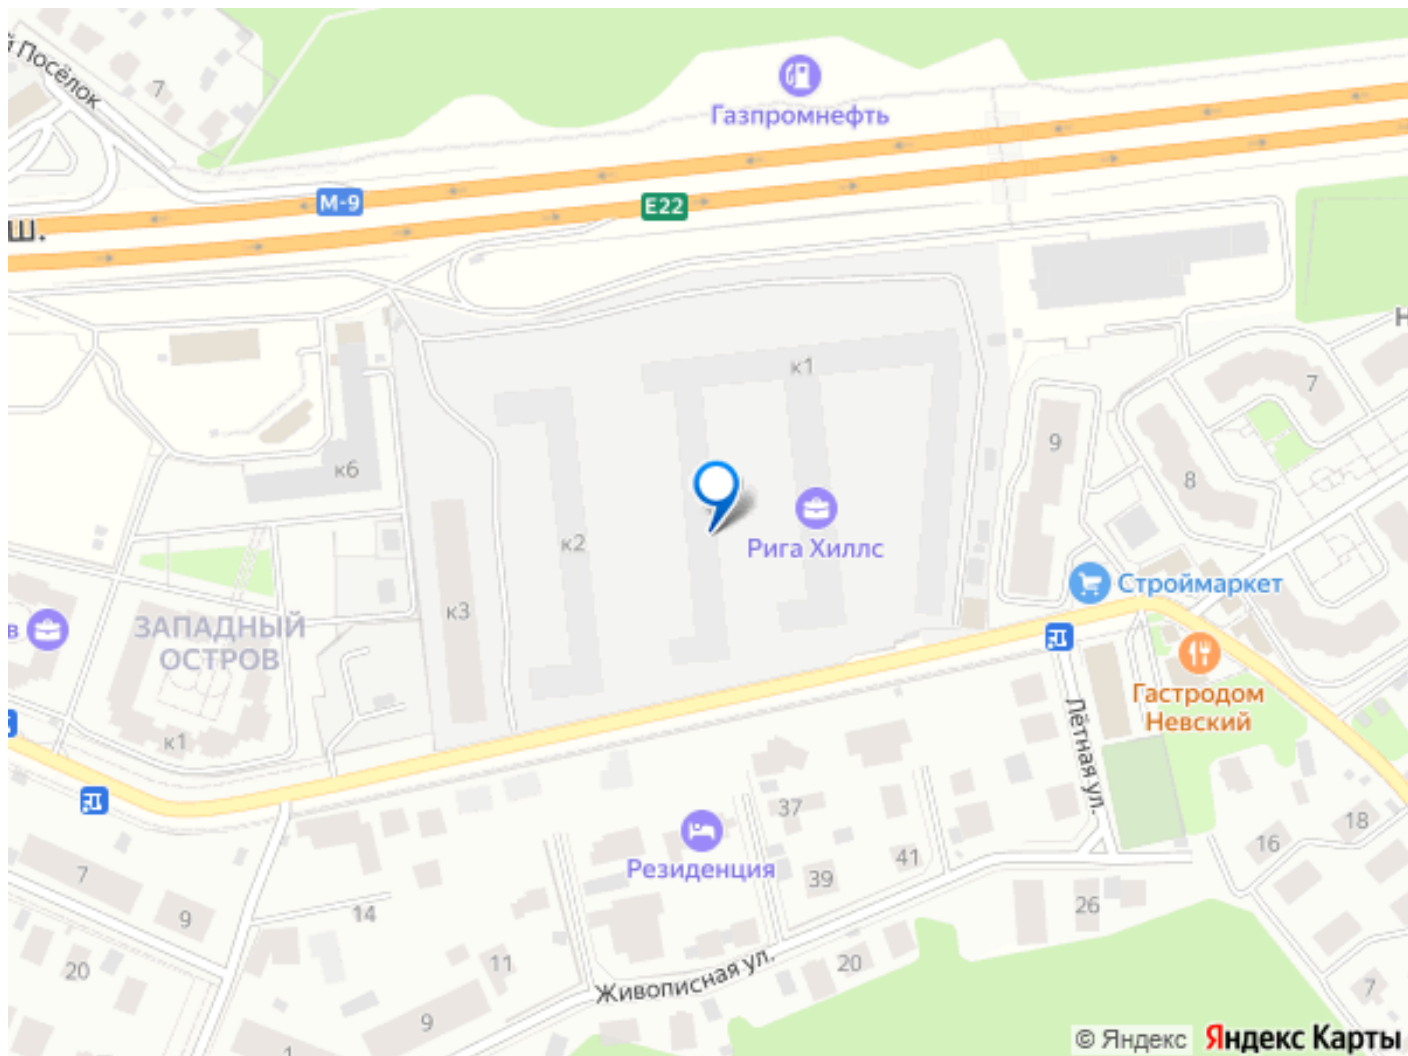 й Посёлок
7
Газпромнефть
М-9
E22
ш.
к1
Н
7
9
8
к6
к2
Рига Хиллс
Строймаркет
к3
в
ЗАПАДНЫЙ
ОСТРОВ
Гастродом
Невский
к1
Лётная ул.
37
Резиденция
7
39
41
16
18
9
14
26
20
11
20
Живописная ул.
9
7
1
© Яндекс
Яндекс Карты